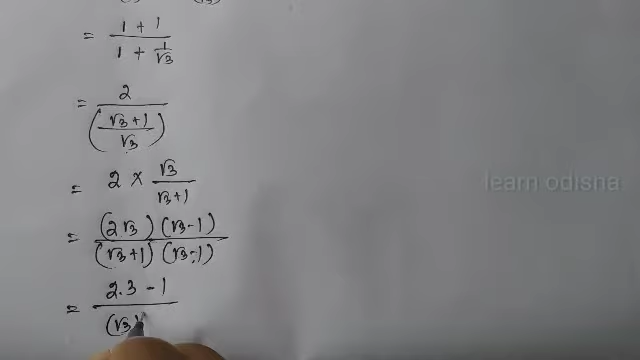 = (1 + 1) / (1 + 1/√3)
= 2 / ((√3 + 1)/√3)
= 2 × √3/(√3 + 1)
= (2√3) (√3 - 1) / (√3 + 1) (√3 - 1)
= 2.3 - 1 / (√3)
learn odisha